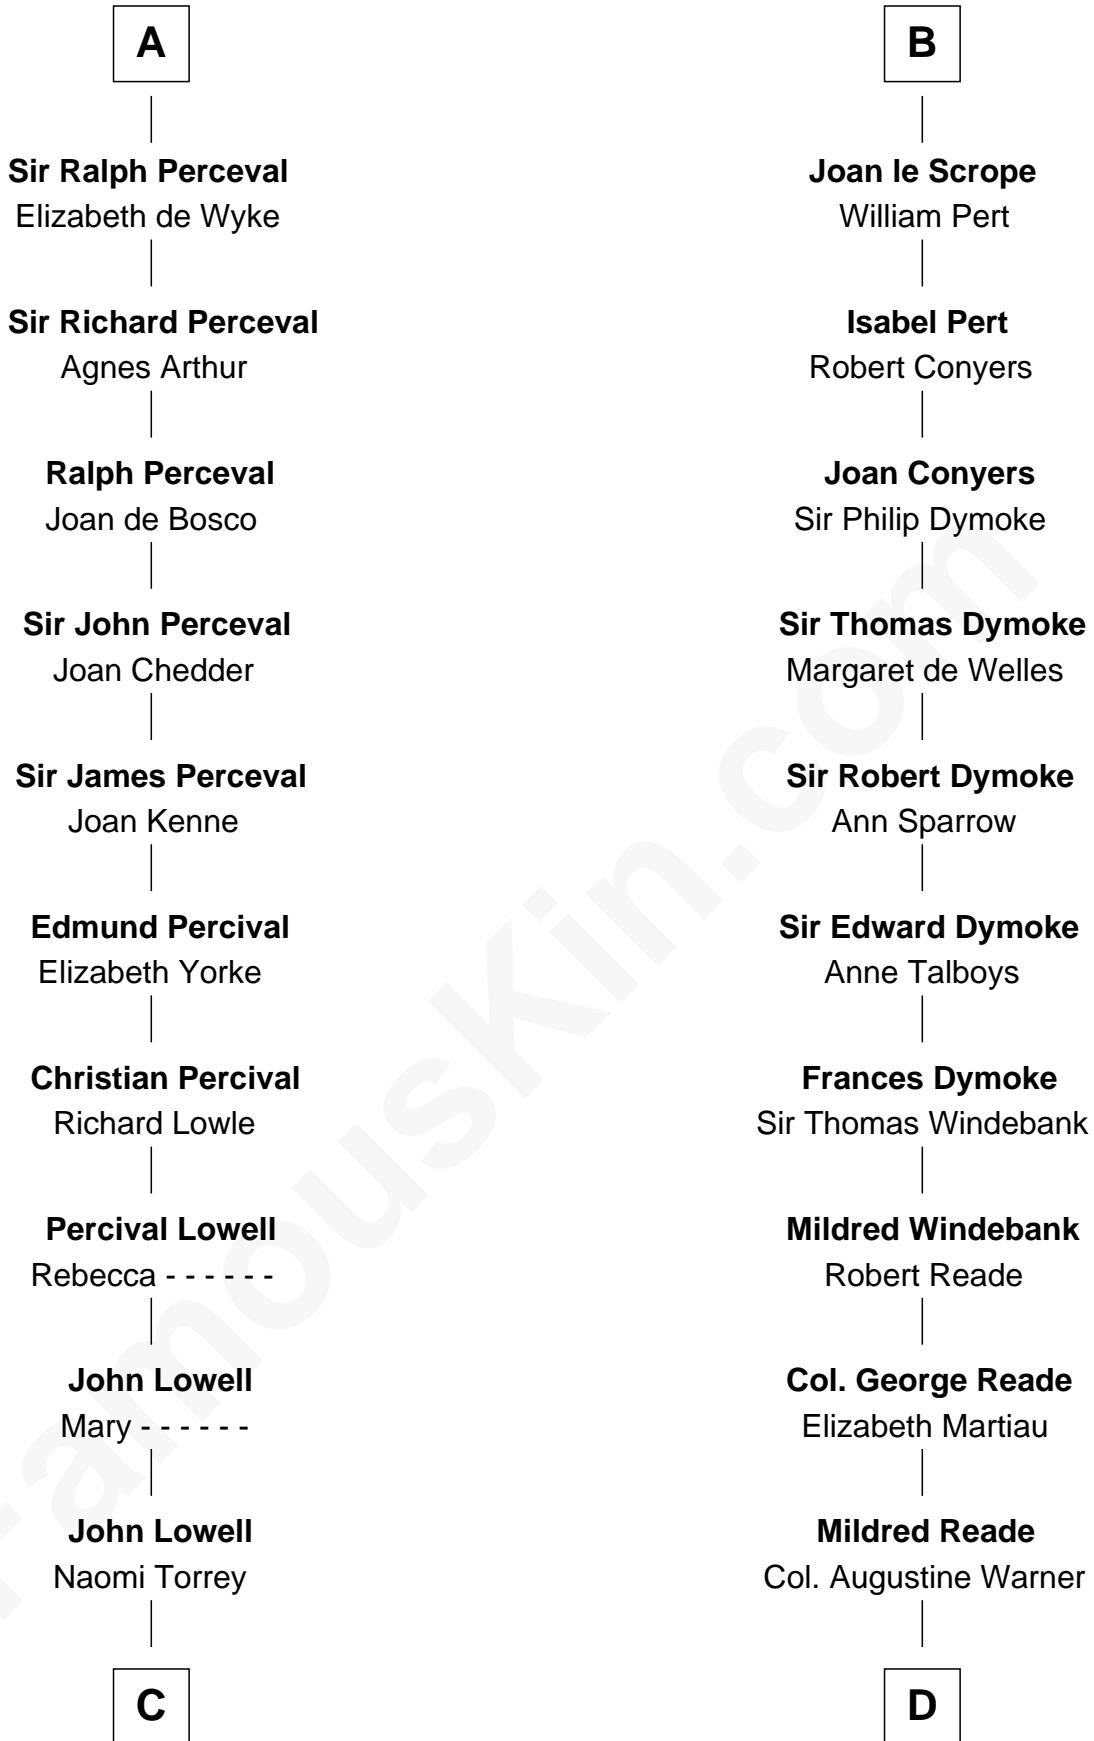 A
Sir Ralph Perceval
Elizabeth de Wyke
Sir Richard Perceval
Agnes Arthur
Ralph Perceval
Joan de Bosco
Sir John Perceval
Joan Chedder
Sir James Perceval
Joan Kenne
Edmund Percival
Elizabeth Yorke
Christian Percival
Richard Lowle
Percival Lowell
Rebecca - - - - - -
John Lowell
Mary - - - - - -
John Lowell
Naomi Torrey
C
B
Joan le Scrope
William Pert
Isabel Pert
Robert Conyers
Joan Conyers
Sir Philip Dymoke
Sir Thomas Dymoke
Margaret de Welles
Sir Robert Dymoke
Ann Sparrow
Sir Edward Dymoke
Anne Talboys
Frances Dymoke
Sir Thomas Windebank
Mildred Windebank
Robert Reade
Col. George Reade
Elizabeth Martiau
Mildred Reade
Col. Augustine Warner
D
FamousKin.com